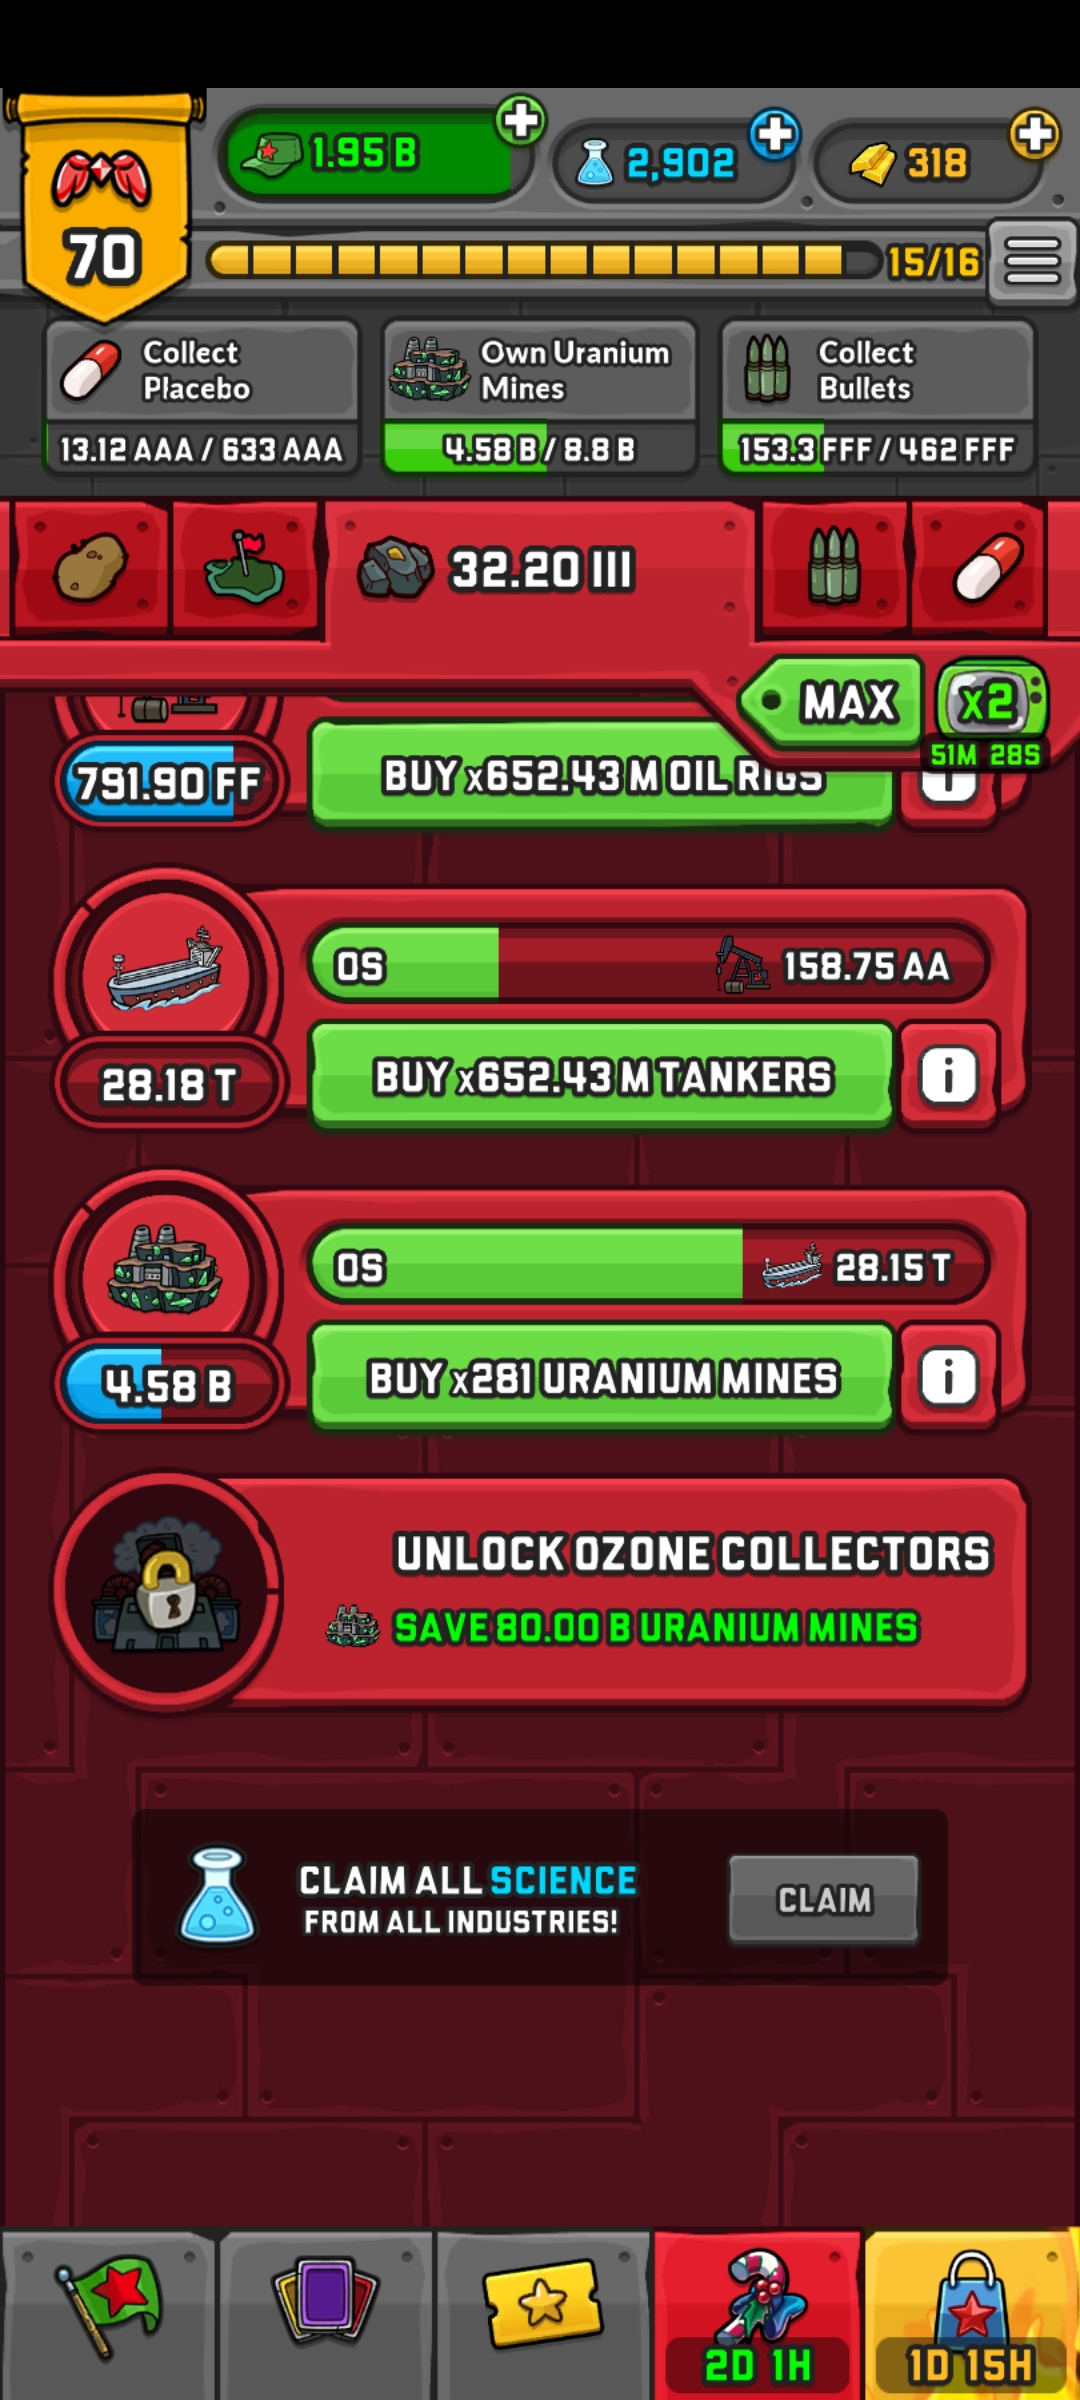 1.95 B
2,902
318
70
15/16
Collect
Placebo
13.12 AAA / 633 AAA
Own Uranium
Mines
4.58 B / 8.8 B
Collect
Bullets
153.3 FFF / 462 FFF
32.20 III
MAX
x2
51M 28S
791.90 FF
BUY x652.43 M OIL RIGS
0S
158.75 AA
28.18 T
BUY x652.43 M TANKERS
i
0S
28.15 T
4.58 B
BUY x281 URANIUM MINES
i
UNLOCK OZONE COLLECTORS
SAVE 80.00 B URANIUM MINES
CLAIM ALL SCIENCE
FROM ALL INDUSTRIES!
CLAIM
2D 1H
1D 15H